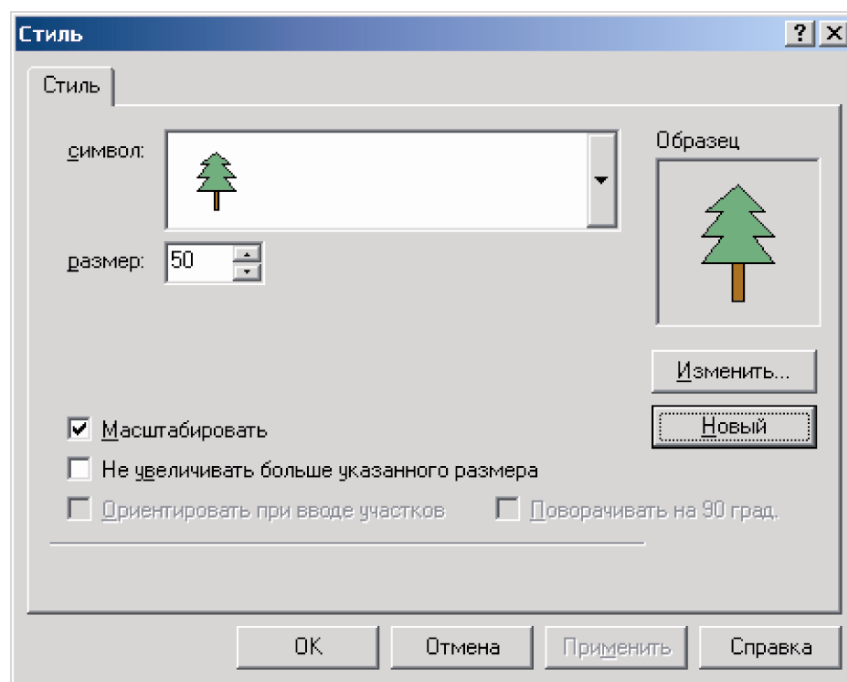 Стиль
Стиль
символ:
Образец
размер: 50
Изменить...
Новый
Масштабировать
Не увеличивать больше указанного размера
Ориентировать при вводе участков Поворачивать на 90 град.
OK Отмена Применить Справка